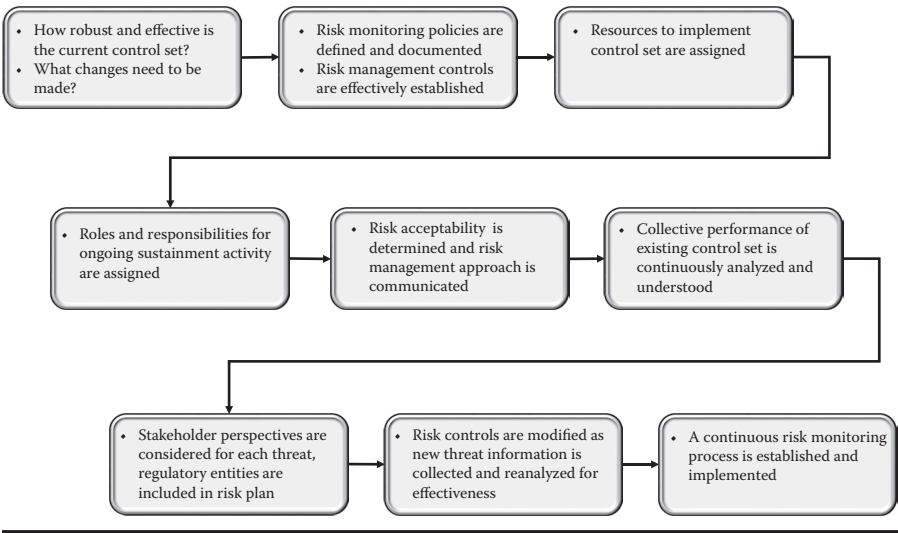 • How robust and effective is
the current control set?
• What changes need to be
made?
• Risk monitoring policies are
defined and documented
• Risk management controls
are effectively established
• Resources to implement
control set are assigned
• Roles and responsibilities for
ongoing sustainment activity
are assigned
• Risk acceptability is
determined and risk
management approach is
communicated
• Collective performance of
existing control set is
continuously analyzed and
understood
• Stakeholder perspectives are
considered for each threat,
regulatory entities are
included in risk plan
• Risk controls are modified as
new threat information is
collected and reanalyzed for
effectiveness
• A continuous risk monitoring
process is established and
implemented